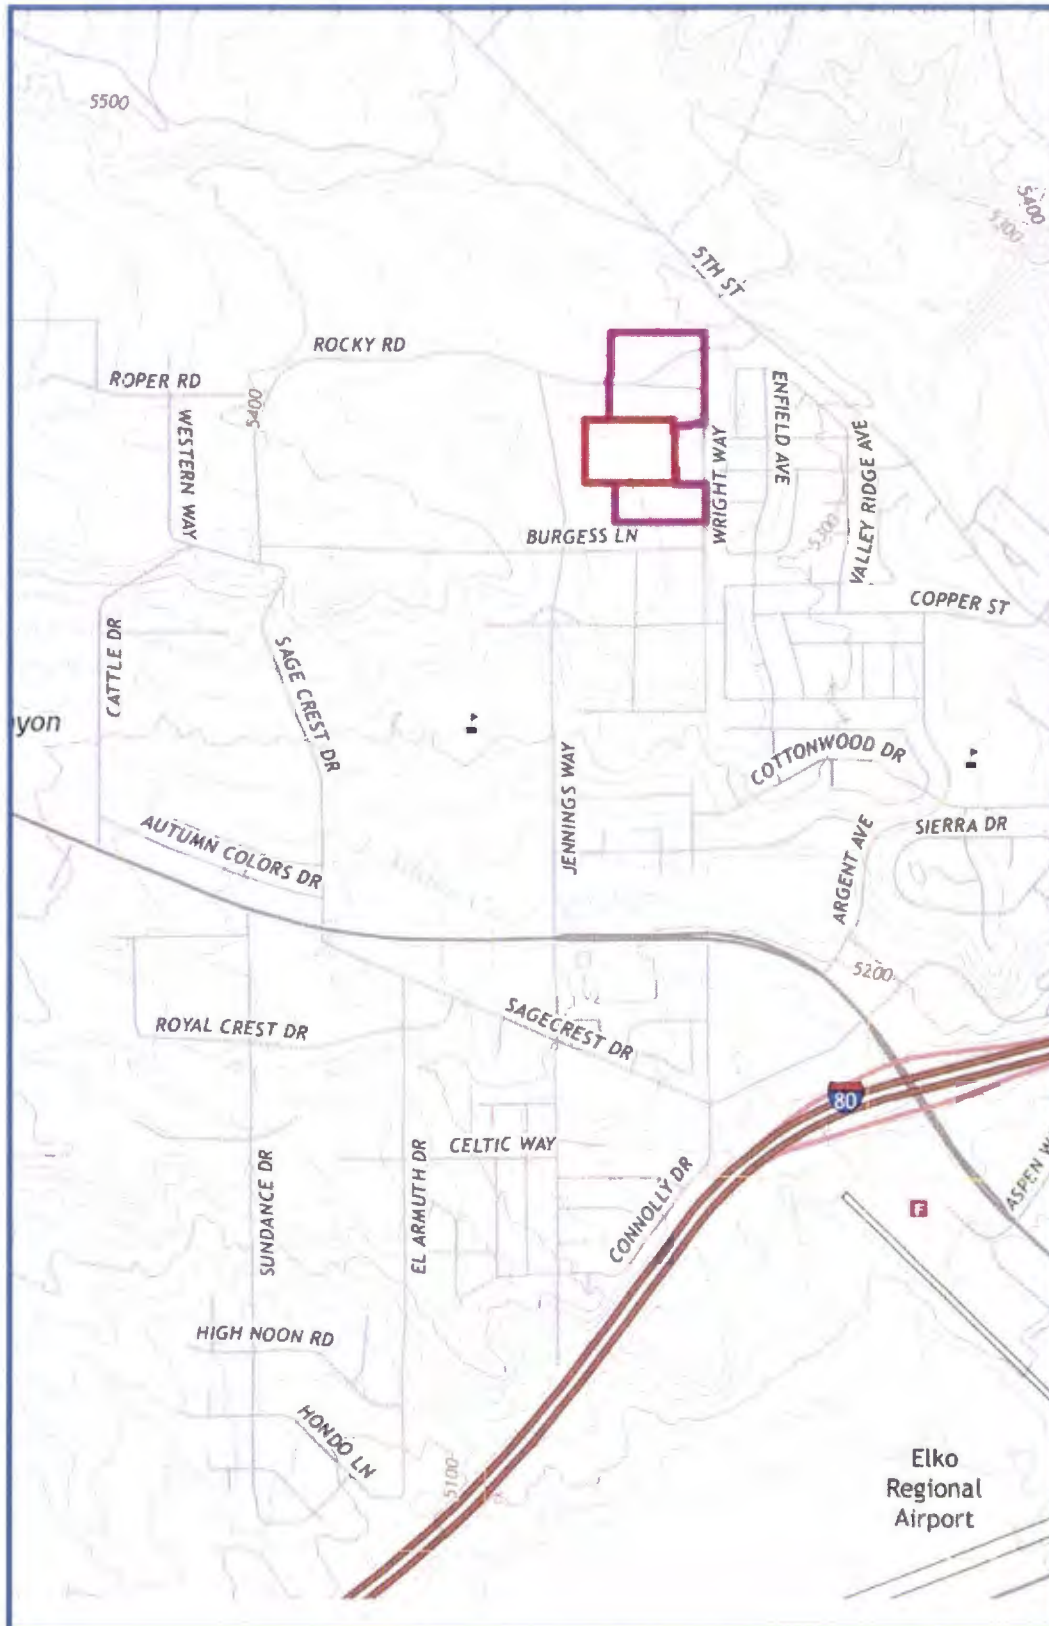 5500
5400
5300
5TH ST
ROCKY RD
ROPER RD
5400
WESTERN WAY
ENFIELD AVE
WRIGHT WAY
VALLEY RIDGE AVE
5300
BURGESS LN
COPPER ST
CATTLE DR
SAGE CREST DR
yon
COTTONWOOD DR
JENNINGS WAY
SIERRA DR
AUTUMN COLORS DR
ARGENT AVE
5200
SAGECREST DR
ROYAL CREST DR
80
CELTIC WAY
ASPEN W
SUNDANCE DR
EL ARMUTH DR
CONNOLLY DR
F
HIGH NOON RD
HONDO LN
5100
Elko
Regional
Airport